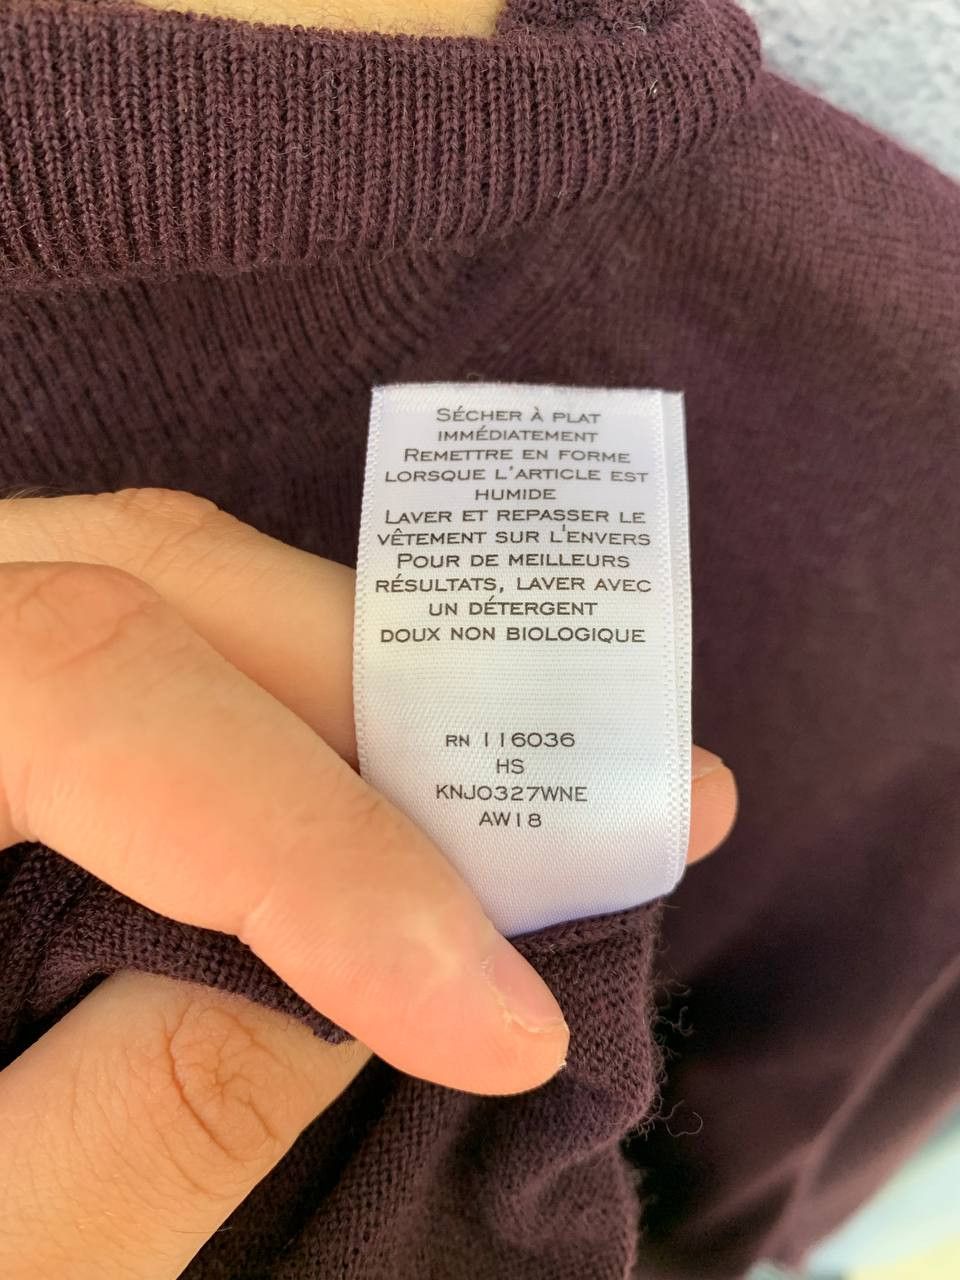 SÉCHER À PLAT
IMMÉDIATEMENT
REMETTRE EN FORME
LORSQUE L'ARTICLE EST
HUMIDE
LAVER ET REPASSER LE
VÊTEMENT SUR L'ENVERS
POUR DE MEILLEURS
RÉSULTATS, LAVER AVEC
UN DÉTERGENT
DOUX NON BIOLOGIQUE
RN 116036
HS
KNJ0327WNE
AW18